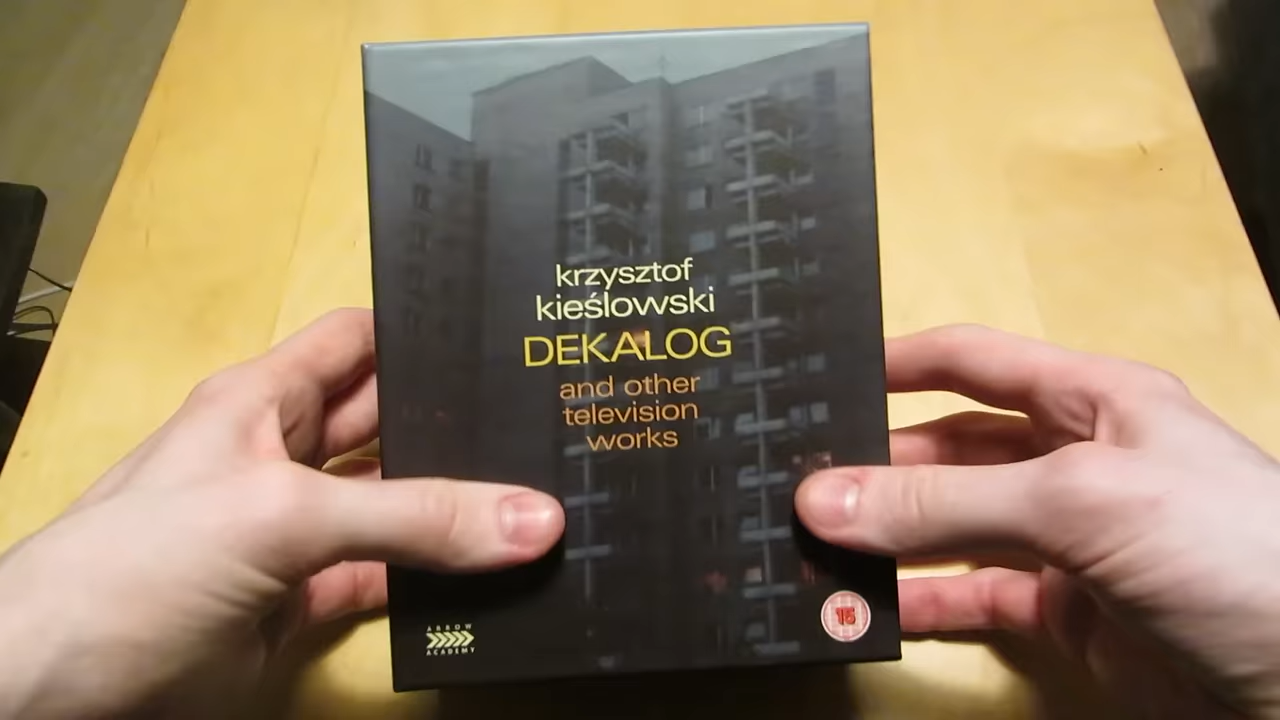 krzysztof
kieślowski
DEKALOG
and other
television
works
ARROW
ACADEMY
15